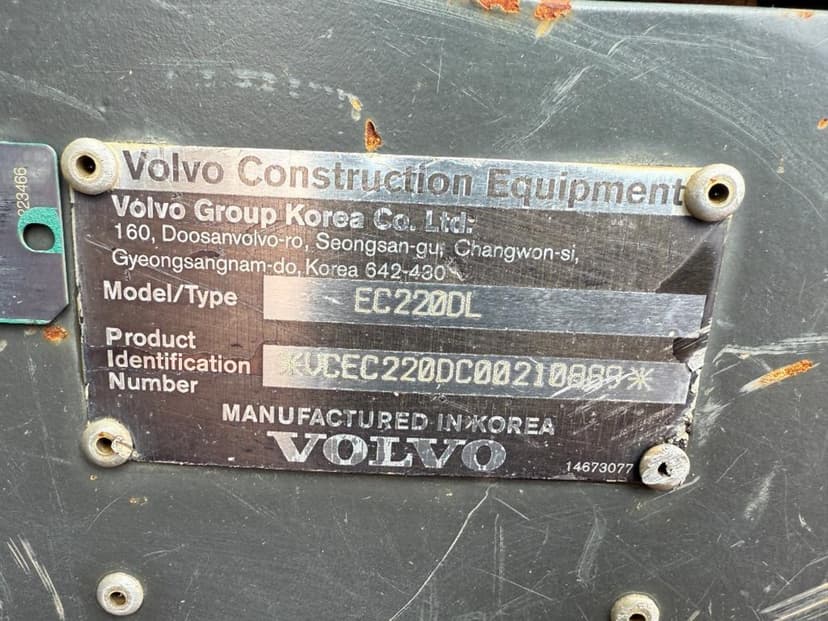 223466
Volvo Construction Equipment
Volvo Group Korea Co. Ltd.
160, Doosanvolvo-ro, Seongsan-gu, Changwon-si,
Gyeongsangnam-do, Korea 642-430
Model/Type EC220DL
Product
Identification
Number
MANUFACTURED IN KOREA
VOLVO
14673077